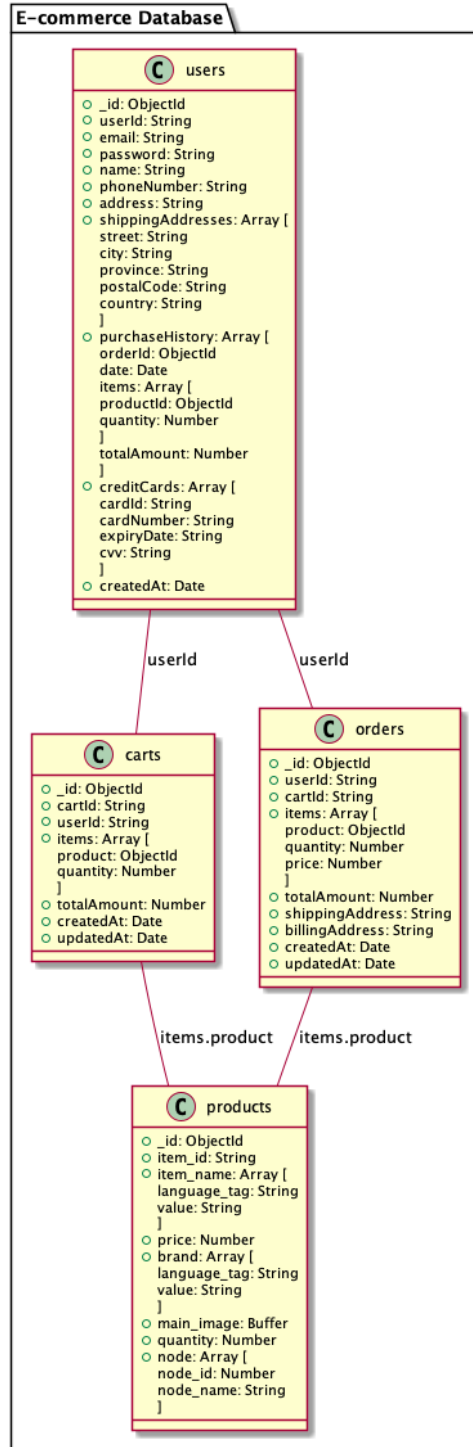 E-commerce Database
C users
_id: ObjectId
userId: String
email: String
password: String
name: String
phoneNumber: String
address: String
shippingAddresses: Array [
street: String
city: String
province: String
postalCode: String
country: String
]
purchaseHistory: Array [
orderId: ObjectId
date: Date
items: Array [
productId: ObjectId
quantity: Number
]
totalAmount: Number
]
creditCards: Array [
cardId: String
cardNumber: String
expiryDate: String
cvv: String
]
createdAt: Date
userId
userId
C carts
_id: ObjectId
cartId: String
userId: String
items: Array [
product: ObjectId
quantity: Number
]
totalAmount: Number
createdAt: Date
updatedAt: Date
C orders
_id: ObjectId
userId: String
cartId: String
items: Array [
product: ObjectId
quantity: Number
price: Number
]
totalAmount: Number
shippingAddress: String
billingAddress: String
createdAt: Date
updatedAt: Date
items.product
items.product
C products
_id: ObjectId
item_id: String
item_name: Array [
language_tag: String
value: String
]
price: Number
brand: Array [
language_tag: String
value: String
]
main_image: Buffer
quantity: Number
node: Array [
node_id: Number
node_name: String
]